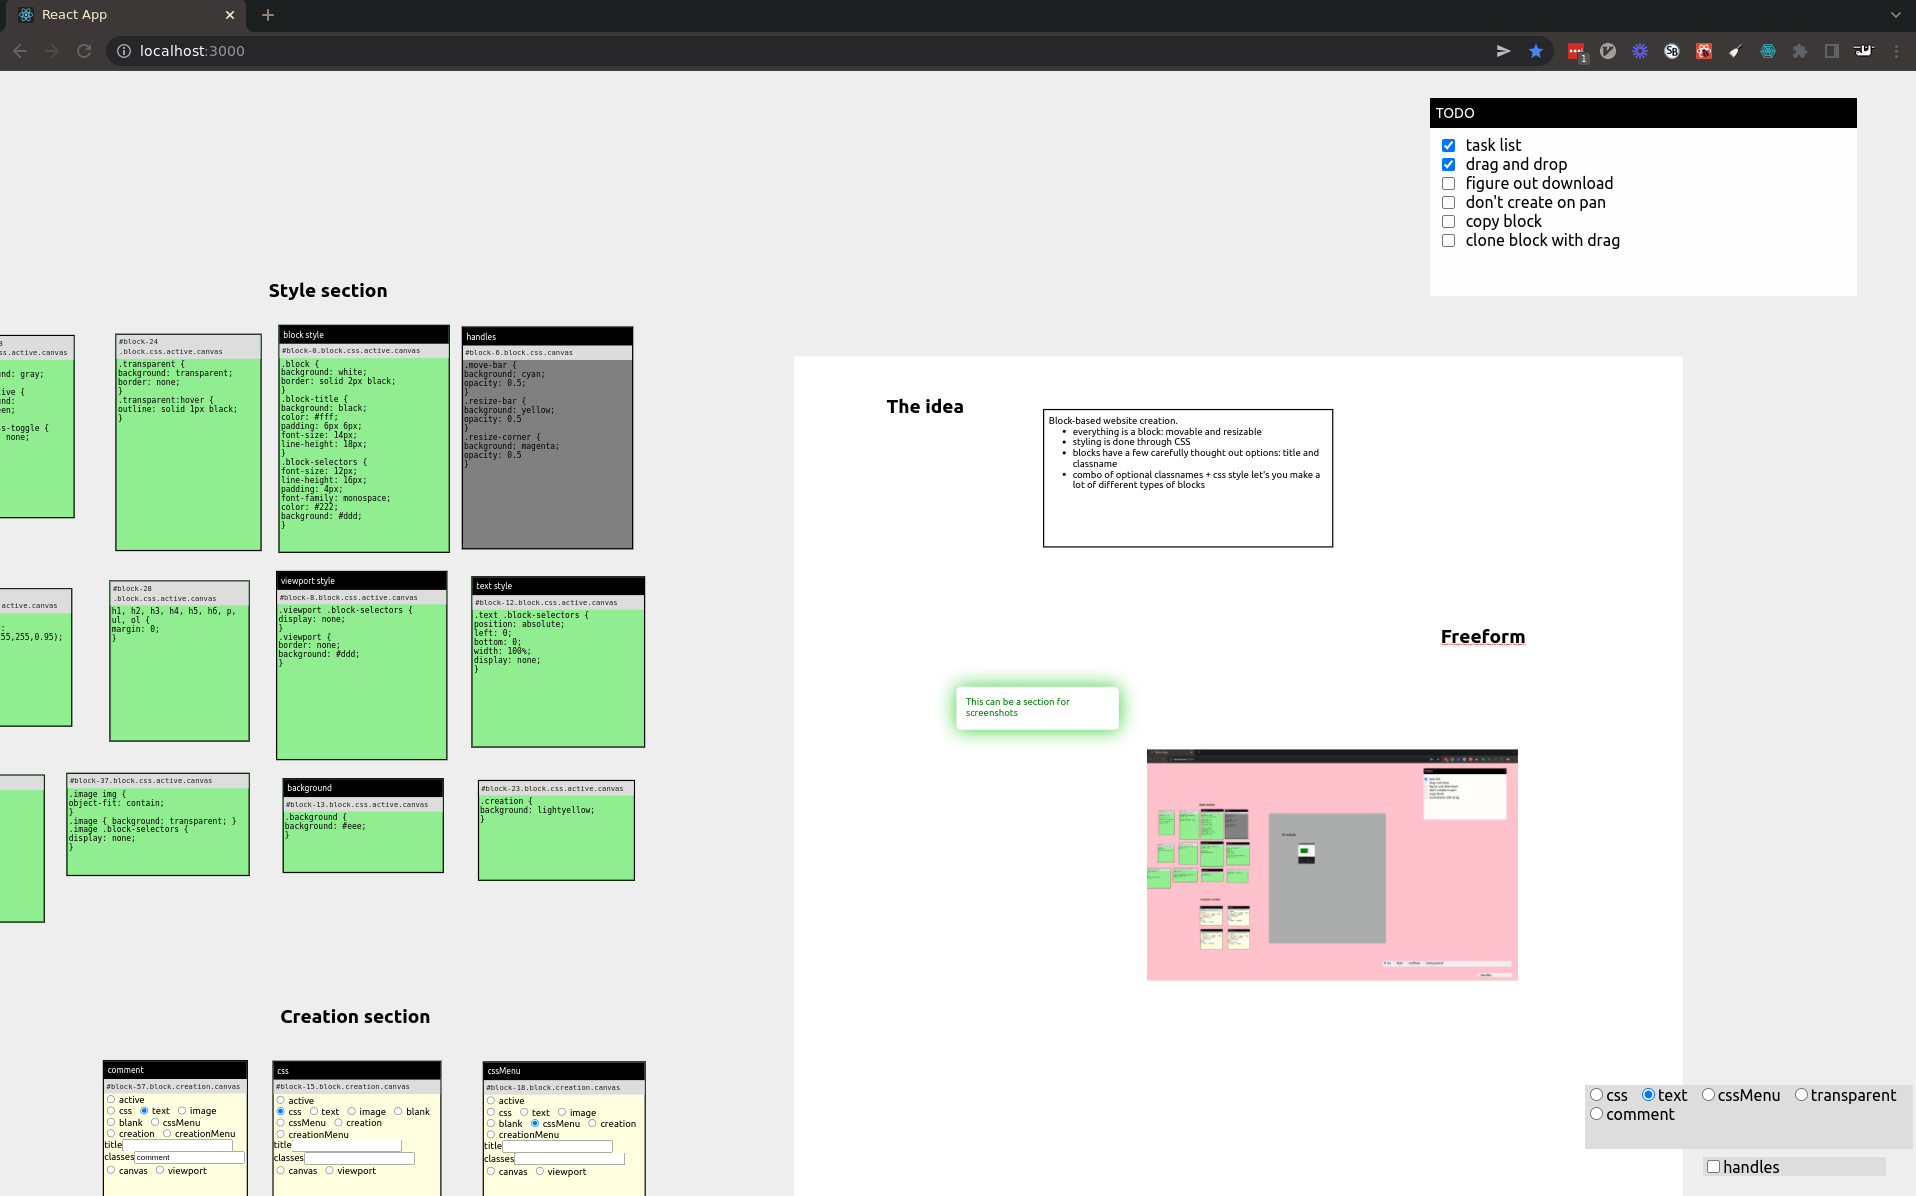 React App
localhost:3000
1
TODO
task list
drag and drop
figure out download
don't create on pan
copy block
clone block with drag
Style section
ss.active.canvas
und: gray;
ive {
und:
een;
ss-toggle {
none;
#block-24
.block.css.active.canvas
.transparent {
background: transparent;
border: none;
}
.transparent:hover {
outline: solid 1px black;
}
block style
#block-0.block.css.active.canvas
.block {
background: white;
border: solid 2px black;
}
.block-title {
background: black;
color: #fff;
padding: 6px 6px;
font-size: 14px;
line-height: 18px;
}
.block-selectors {
font-size: 12px;
line-height: 16px;
padding: 4px;
font-family: monospace;
color: #222;
background: #ddd;
}
handles
#block-6.block.css.canvas
.move-bar {
background: cyan;
opacity: 0.5;
}
.resize-bar {
background: yellow;
opacity: 0.5
}
.resize-corner {
background: magenta;
opacity: 0.5
}
active.canvas
:
55,255,0.95);
#block-28
.block.css.active.canvas
h1, h2, h3, h4, h5, h6, p,
ul, ol {
margin: 0;
}
viewport style
#block-8.block.css.active.canvas
.viewport .block-selectors {
display: none;
}
.viewport {
border: none;
background: #ddd;
}
text style
#block-12.block.css.active.canvas
.text .block-selectors {
position: absolute;
left: 0;
bottom: 0;
width: 100%;
display: none;
}
#block-37.block.css.active.canvas
.image img {
object-fit: contain;
}
.image { background: transparent; }
.image .block-selectors {
display: none;
}
background
#block-13.block.css.active.canvas
.background {
background: #eee;
}
#block-23.block.css.active.canvas
.creation {
background: lightyellow;
}
The idea
Block-based website creation.
• everything is a block: movable and resizable
• styling is done through CSS
• blocks have a few carefully thought out options: title and
classname
• combo of optional classnames + css style let's you make a
lot of different types of blocks
Freeform
This can be a section for
screenshots
Creation section
comment
#block-57.block.creation.canvas
active
css text image
blank cssMenu
creation creationMenu
title
classes comment
canvas viewport
css
#block-15.block.creation.canvas
active
css text image blank
cssMenu creation
creationMenu
title
classes
canvas viewport
cssMenu
#block-18.block.creation.canvas
active
css text image
blank cssMenu creation
creationMenu
title
classes
canvas viewport
css text cssMenu transparent
comment
handles